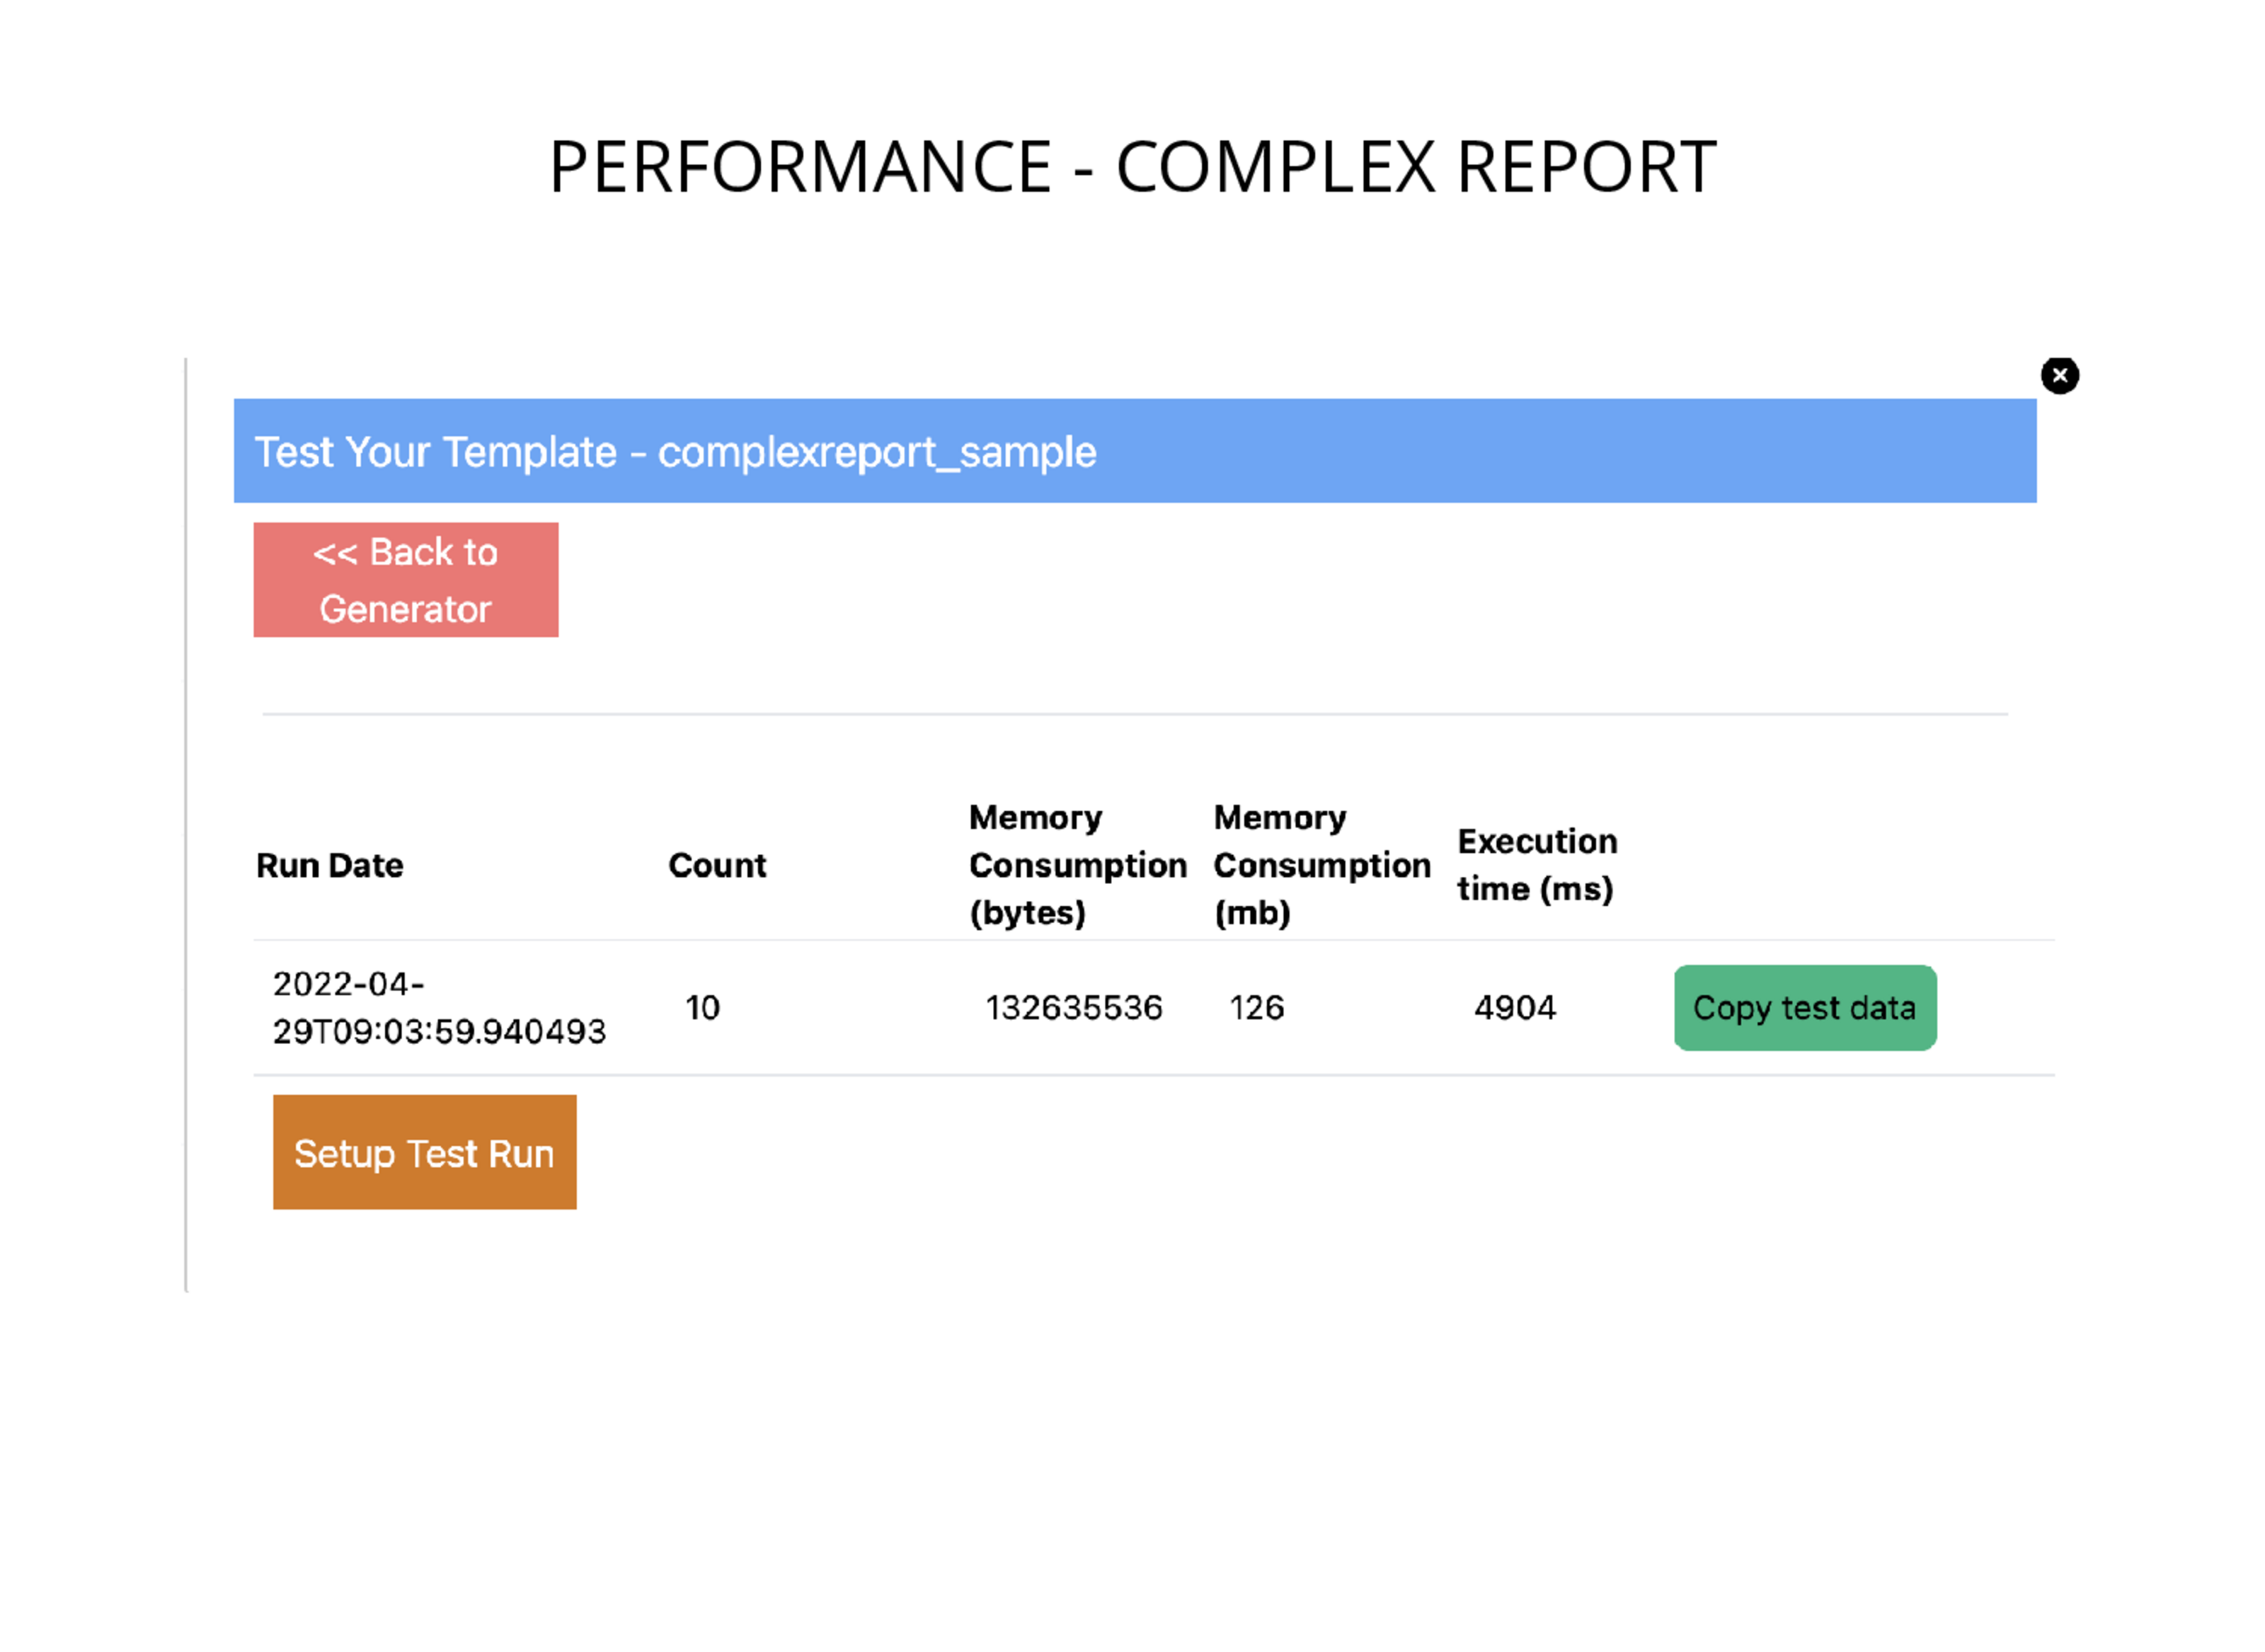 PERFORMANCE - COMPLEX REPORT
Test Your Template - complexreport_sample
<< Back to
Generator
Run Date
Count
Memory
Consumption
(bytes)
Memory
Consumption
(mb)
Execution
time (ms)
2022-04-
29T09:03:59.940493
10
132635536
126
4904
Copy test data
Setup Test Run